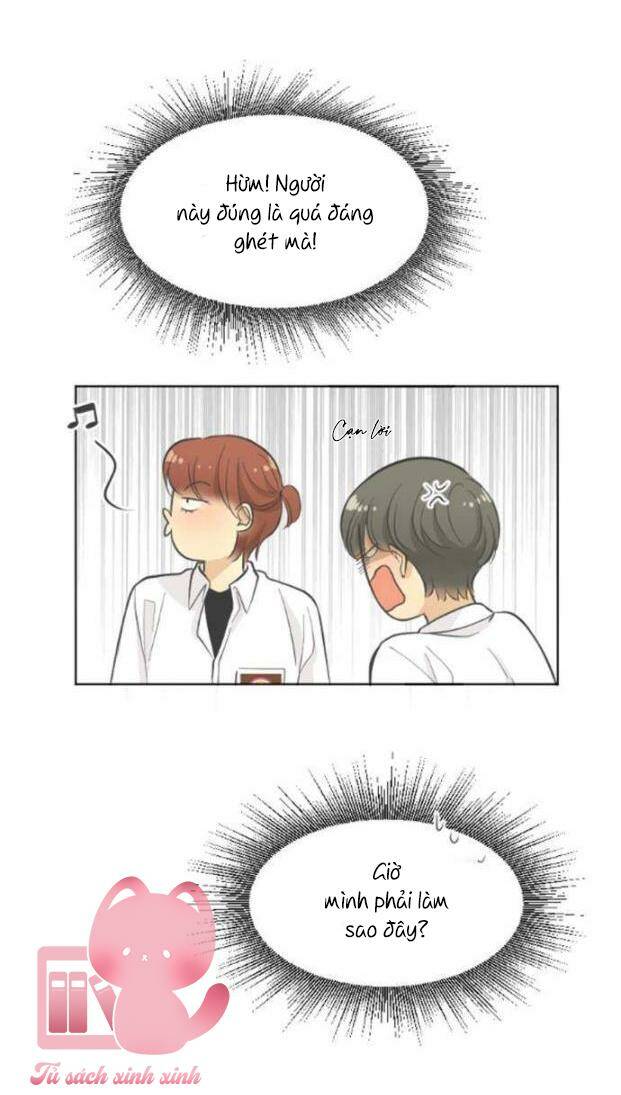 Hừm! Người
này đúng là quá đáng
ghét mà!
Cạn lời
Giờ
mình phải làm
sao đây?
Tủ sách xinh xinh